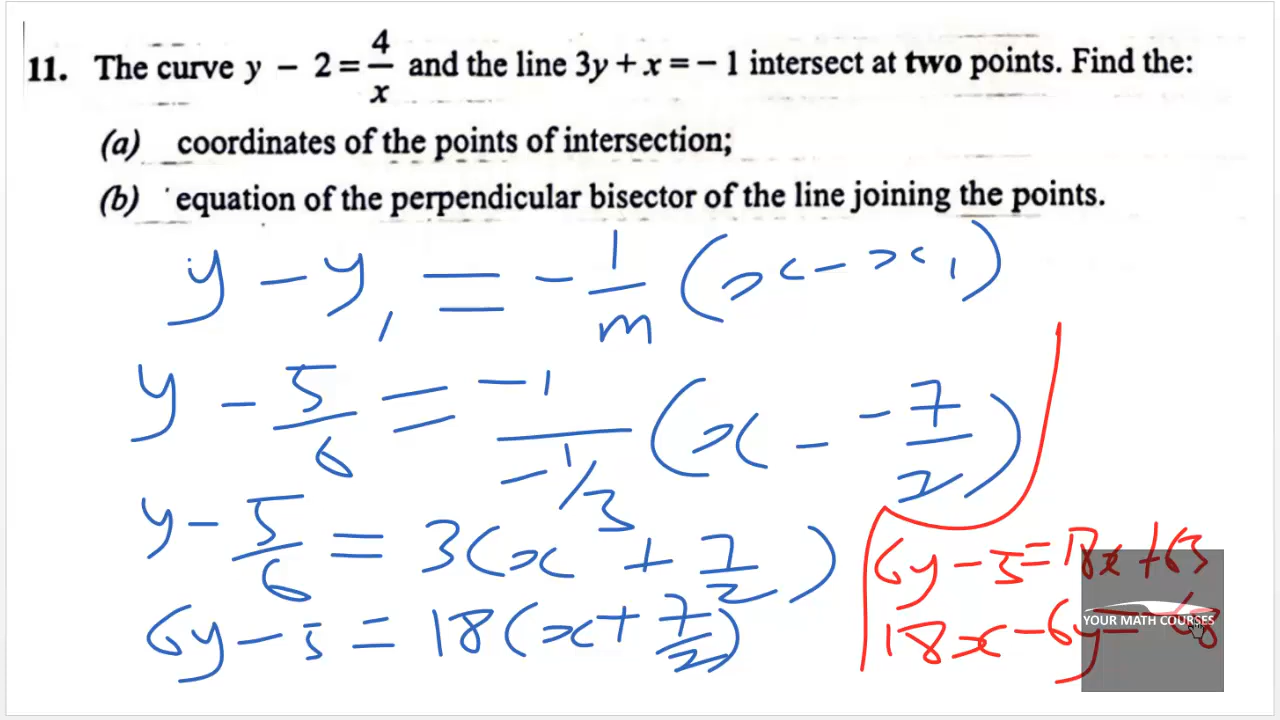 11. The curve y − 2 = 4/x and the line 3y + x = − 1 intersect at two points. Find the:
(a) coordinates of the points of intersection;
(b) equation of the perpendicular bisector of the line joining the points.
y − y₁ = − 1/m (x − x₁)
y − 5/6 = −1/−1/3 (x − −7/2)
y − 5/6 = 3(x + 7/2)
6y − 5 = 18(x + 7/2)
6y − 5 = 18x + 63
18x − 6y = −68
YOUR MATH COURSES